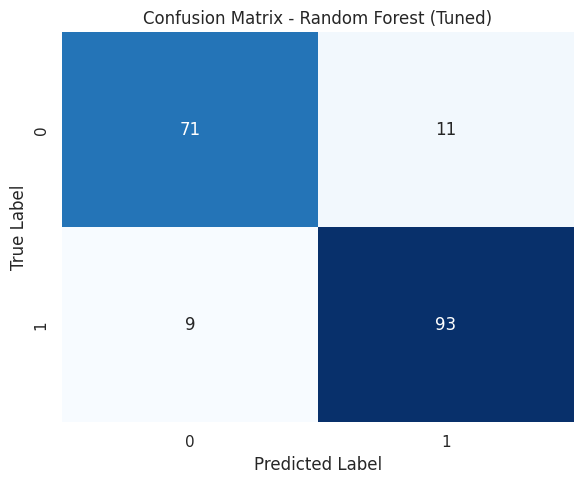 Confusion Matrix - Random Forest (Tuned)
True Label
0
71
11
1
9
93
0
1
Predicted Label